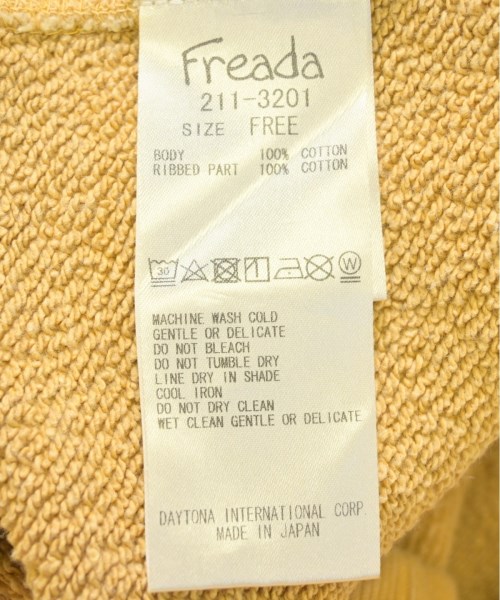 Freada
211-3201
SIZE FREE
BODY 100% COTTON
RIBBED PART 100% COTTON
30 W
MACHINE WASH COLD
GENTLE OR DELICATE
DO NOT BLEACH
DO NOT TUMBLE DRY
LINE DRY IN SHADE
COOL IRON
DO NOT DRY CLEAN
WET CLEAN GENTLE OR DELICATE
DAYTONA INTERNATIONAL CORP.
MADE IN JAPAN